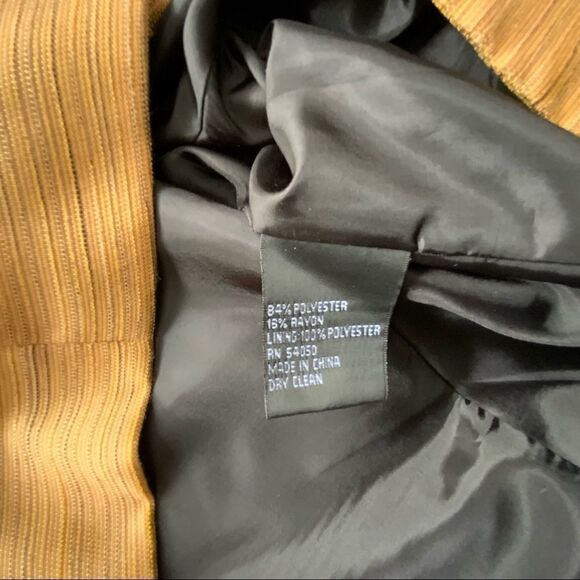 84% POLYESTER
16% RAYON
LINING:100% POLYESTER
RN 54050
MADE IN CHINA
DRY CLEAN